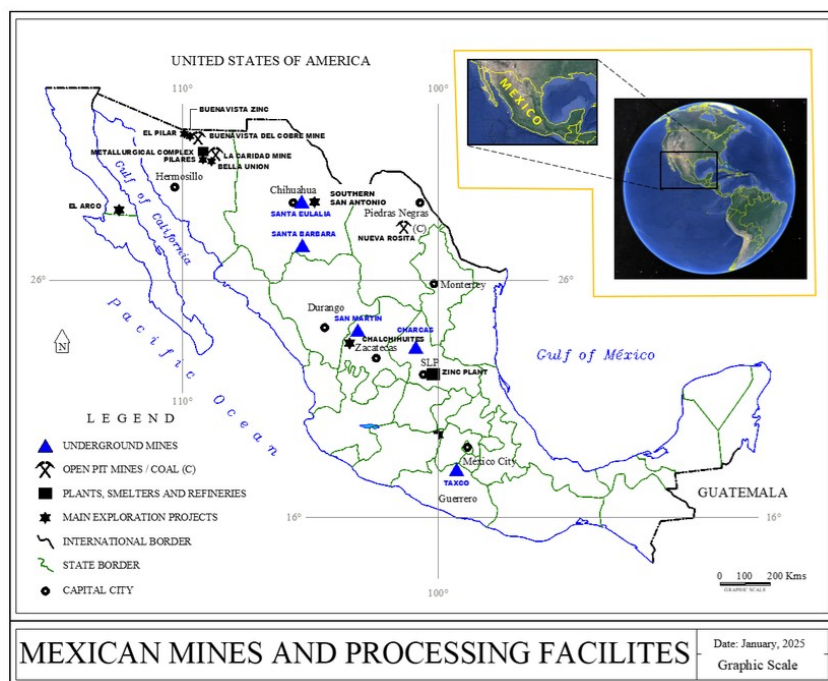 UNITED STATES OF AMERICA
MEXICO
110°
100°
BUENAVISTA ZINC
EL PILAR
BUENAVISTA DEL COBRE MINE
METALLURGICAL COMPLEX
LA CARIDAD MINE
PILARES
BELLA UNION
Hermosillo
Gulf of California
EL ARCO
Chihuahua
SOUTHERN
SAN ANTONIO
SANTA EULALIA
Piedras Negras
(C)
NUEVA ROSITA
SANTA BARBARA
26°
26°
Monterrey
Pacific Ocean
Durango
SAN MARTIN
CHARCAS
CHALCHIHUITES
Zacatecas
SLP
ZINC PLANT
Gulf of México
N
110°
Mexico City
TAXCO
Guerrero
GUATEMALA
16°
16°
100°
LEGEND
UNDERGROUND MINES
OPEN PIT MINES / COAL (C)
PLANTS, SMELTERS AND REFINERIES
MAIN EXPLORATION PROJECTS
INTERNATIONAL BORDER
STATE BORDER
CAPITAL CITY
0 100 200 Kms
GRAPHIC SCALE
MEXICAN MINES AND PROCESSING FACILITES
Date: January, 2025
Graphic Scale